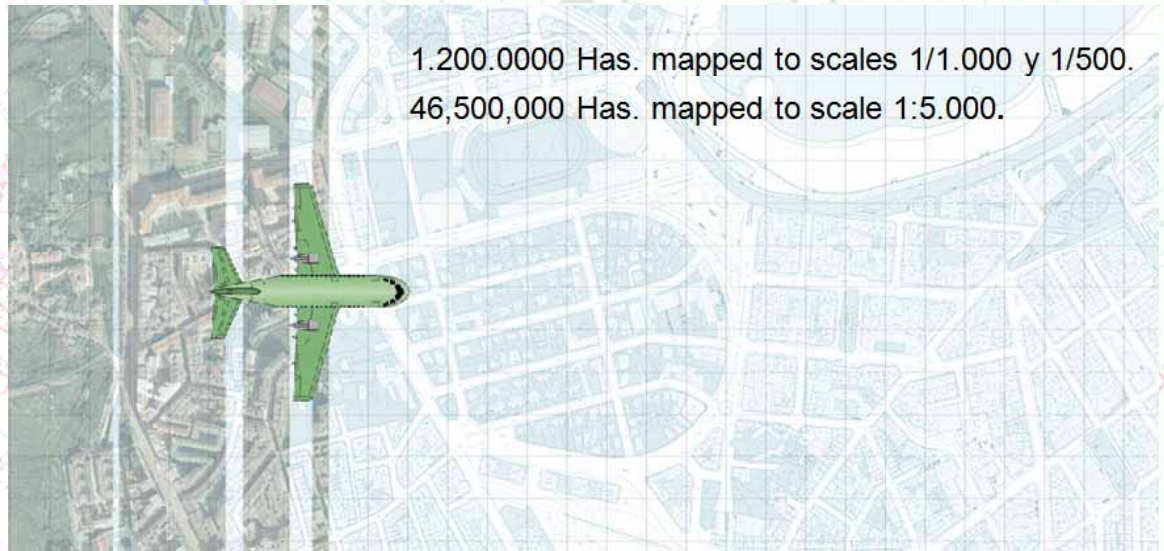 1.200.0000 Has. mapped to scales 1/1.000 y 1/500.
46,500,000 Has. mapped to scale 1:5.000.